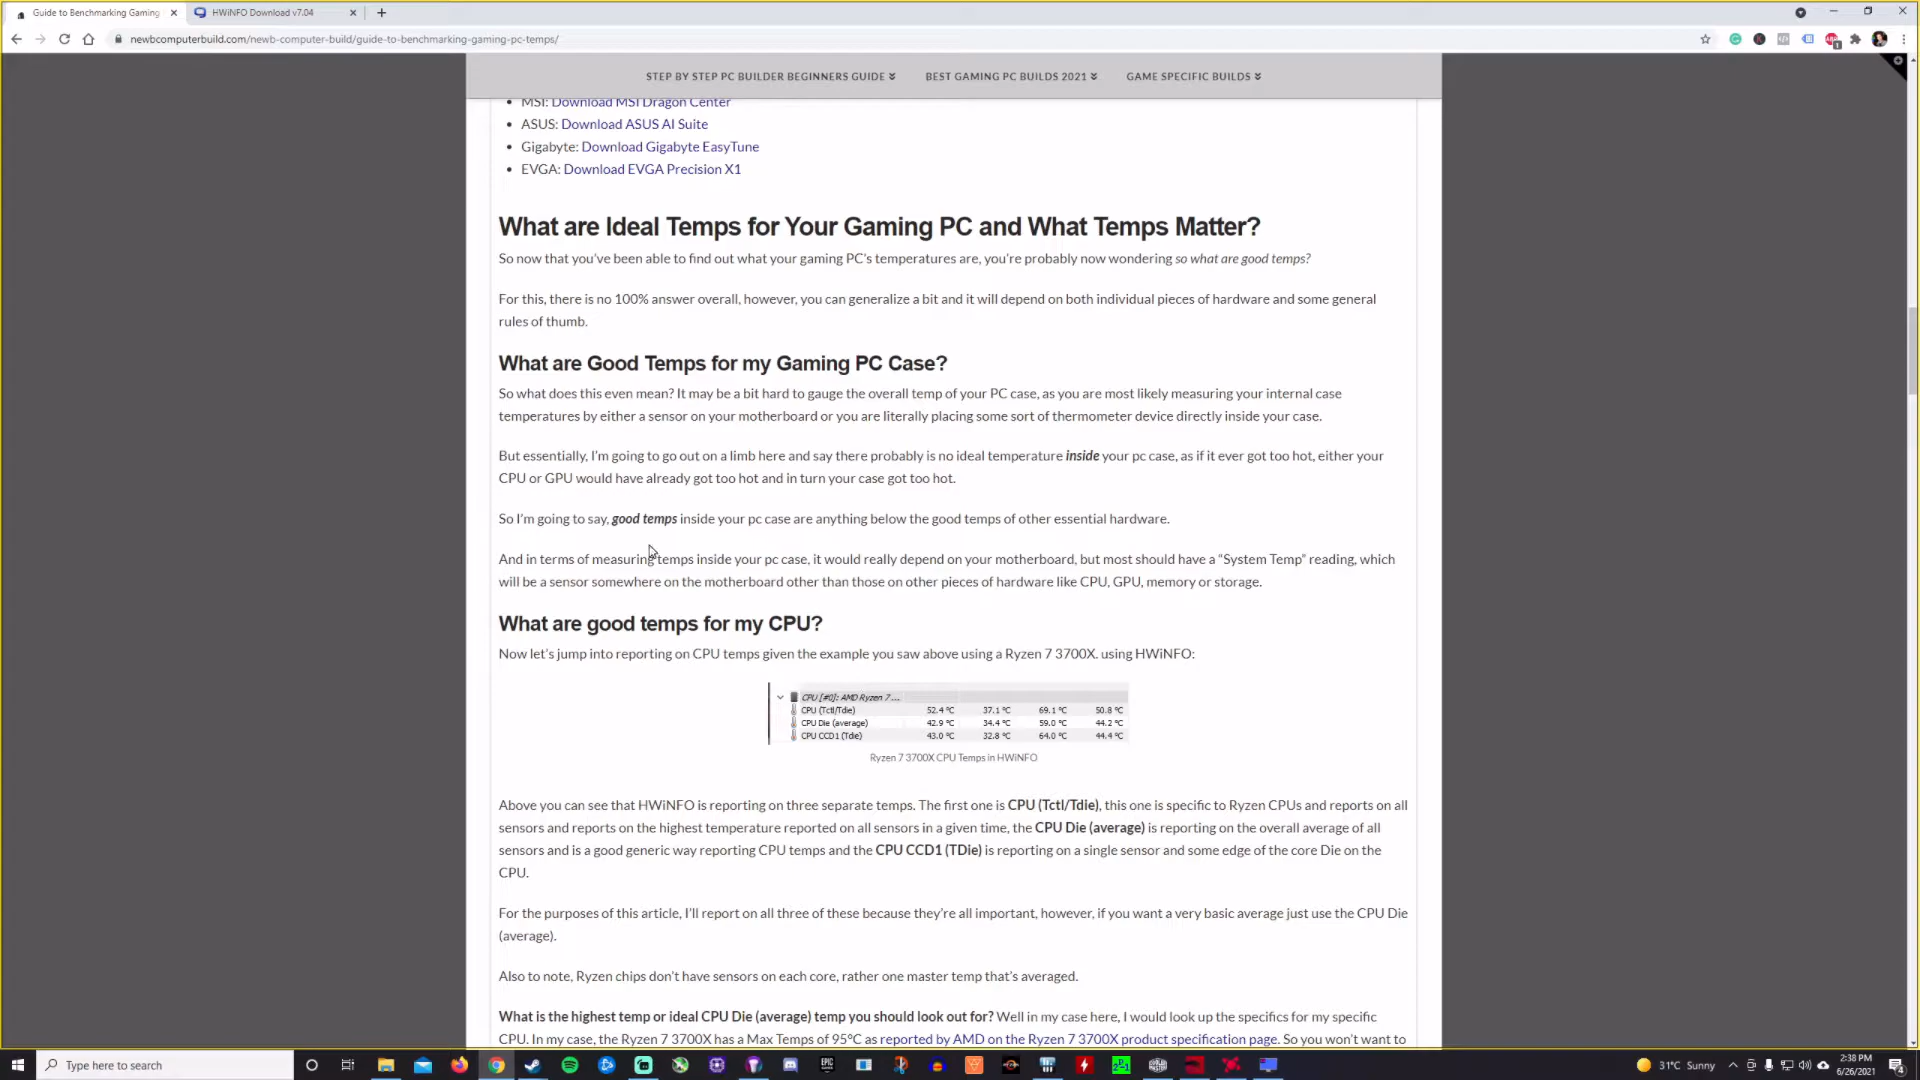 Guide to Benchmarking Gaming
HWiNFO Download v7.04
newbcomputerbuild.com/newb-computer-build/guide-to-benchmarking-gaming-pc-temps/
STEP BY STEP PC BUILDER BEGINNERS GUIDE
BEST GAMING PC BUILDS 2021
GAME SPECIFIC BUILDS
MSI: Download MSI Dragon Center
ASUS: Download ASUS AI Suite
Gigabyte: Download Gigabyte EasyTune
EVGA: Download EVGA Precision X1
What are Ideal Temps for Your Gaming PC and What Temps Matter?
So now that you've been able to find out what your gaming PC's temperatures are, you're probably now wondering so what are good temps?
For this, there is no 100% answer overall, however, you can generalize a bit and it will depend on both individual pieces of hardware and some general
rules of thumb.
What are Good Temps for my Gaming PC Case?
So what does this even mean? It may be a bit hard to gauge the overall temp of your PC case, as you are most likely measuring your internal case
temperatures by either a sensor on your motherboard or you are literally placing some sort of thermometer device directly inside your case.
But essentially, I'm going to go out on a limb here and say there probably is no ideal temperature inside your pc case, as if it ever got too hot, either your
CPU or GPU would have already got too hot and in turn your case got too hot.
So I'm going to say, good temps inside your pc case are anything below the good temps of other essential hardware.
And in terms of measuring temps inside your pc case, it would really depend on your motherboard, but most should have a "System Temp" reading, which
will be a sensor somewhere on the motherboard other than those on other pieces of hardware like CPU, GPU, memory or storage.
What are good temps for my CPU?
Now let's jump into reporting on CPU temps given the example you saw above using a Ryzen 7 3700X. using HWiNFO:
CPU [#0]: AMD Ryzen 7 ...
CPU (Tctl/Tdie) 52.4 °C 37.1 °C 69.1 °C 50.8 °C
CPU Die (average) 42.9 °C 34.4 °C 59.0 °C 44.2 °C
CPU CCD1 (Tdie) 43.0 °C 32.8 °C 64.0 °C 44.4 °C
Ryzen 7 3700X CPU Temps in HWiNFO
Above you can see that HWiNFO is reporting on three separate temps. The first one is CPU (Tctl/Tdie), this one is specific to Ryzen CPUs and reports on all
sensors and reports on the highest temperature reported on all sensors in a given time, the CPU Die (average) is reporting on the overall average of all
sensors and is a good generic way reporting CPU temps and the CPU CCD1 (TDie) is reporting on a single sensor and some edge of the core Die on the
CPU.
For the purposes of this article, I'll report on all three of these because they're all important, however, if you want a very basic average just use the CPU Die
(average).
Also to note, Ryzen chips don't have sensors on each core, rather one master temp that's averaged.
What is the highest temp or ideal CPU Die (average) temp you should look out for? Well in my case here, I would look up the specifics for my specific
CPU. In my case, the Ryzen 7 3700X has a Max Temps of 95°C as reported by AMD on the Ryzen 7 3700X product specification page. So you won't want to
Type here to search
31°C Sunny
2:38 PM
6/26/2021